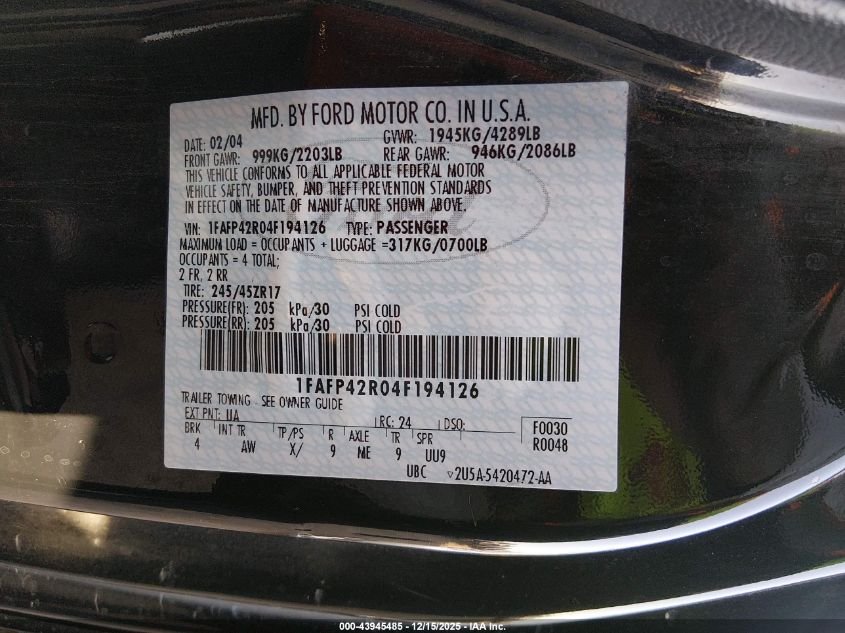 MFD. BY FORD MOTOR CO. IN U.S.A.
DATE: 02/04 GVWR: 1945KG/4289LB
FRONT GAWR: 999KG/2203LB REAR GAWR: 946KG/2086LB
THIS VEHICLE CONFORMS TO ALL APPLICABLE FEDERAL MOTOR
VEHICLE SAFETY, BUMPER, AND THEFT PREVENTION STANDARDS
IN EFFECT ON THE DATE OF MANUFACTURE SHOWN ABOVE.
VIN: 1FAFP42R04F194126 TYPE: PASSENGER
MAXIMUM LOAD = OCCUPANTS + LUGGAGE =317KG/0700LB
OCCUPANTS = 4 TOTAL;
2 FR, 2 RR
TIRE: 245/45ZR17
PRESSURE(FR): 205 kPa/30 PSI COLD
PRESSURE(RR): 205 kPa/30 PSI COLD
1FAFP42R04F194126
TRAILER TOWING - SEE OWNER GUIDE
EXT PNT: UA RC: 24 DSO: F0030
BRK INT TR TP/PS R AXLE TR SPR R0048
4 AW X/ 9 ME 9 UU9
UBC ▽2U5A-5420472-AA
000-43945485 - 12/15/2025 - IAA Inc.